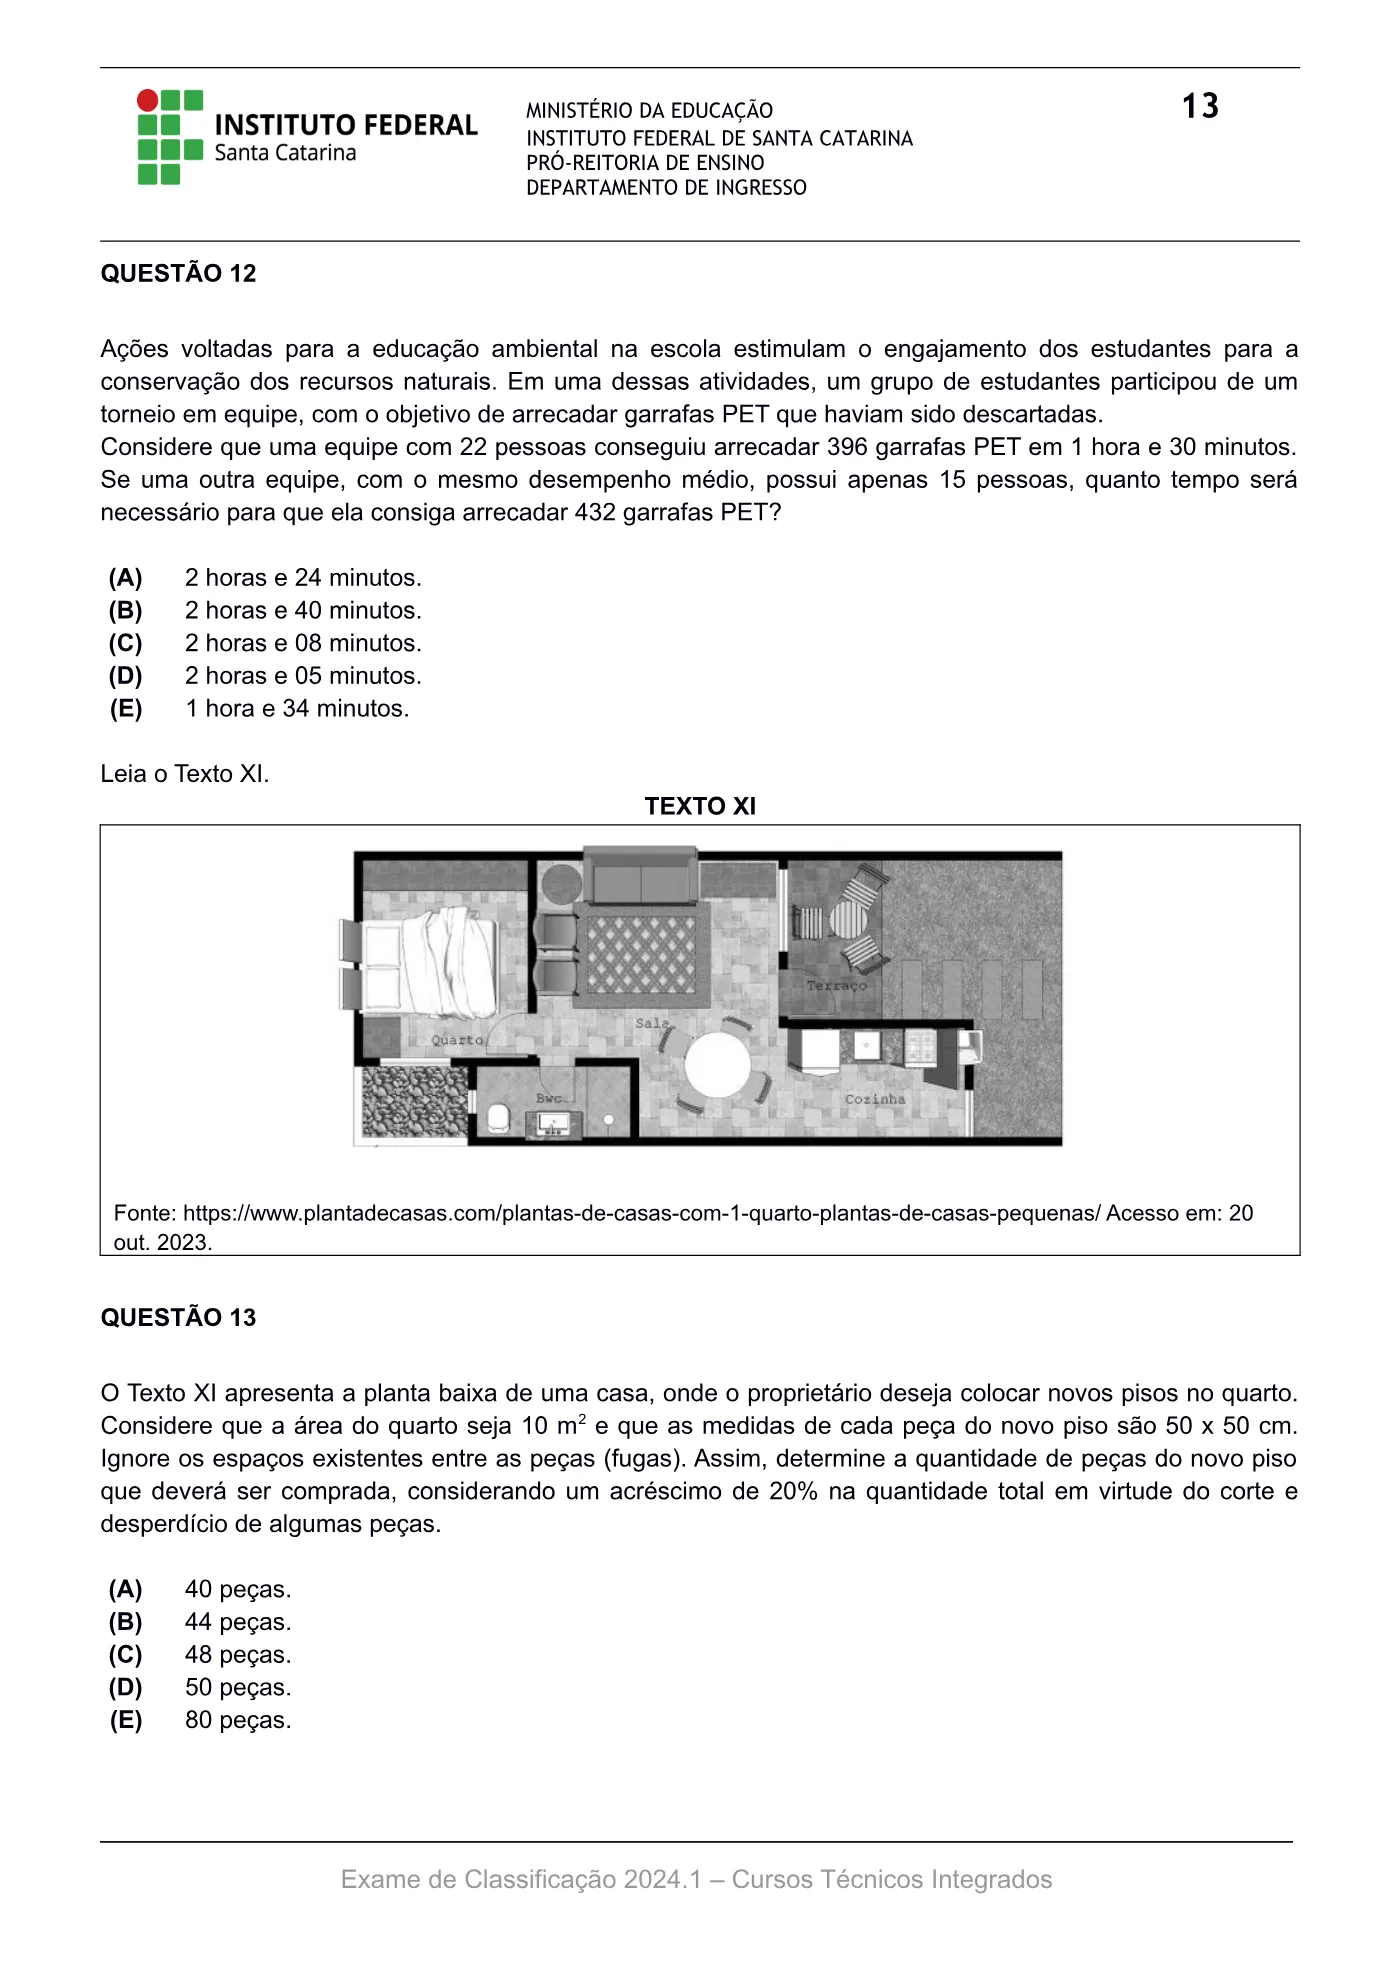 INSTITUTO FEDERAL
Santa Catarina
MINISTÉRIO DA EDUCAÇÃO
INSTITUTO FEDERAL DE SANTA CATARINA
PRÓ-REITORIA DE ENSINO
DEPARTAMENTO DE INGRESSO
13
QUESTÃO 12
Ações voltadas para a educação ambiental na escola estimulam o engajamento dos estudantes para a
conservação dos recursos naturais. Em uma dessas atividades, um grupo de estudantes participou de um
torneio em equipe, com o objetivo de arrecadar garrafas PET que haviam sido descartadas.
Considere que uma equipe com 22 pessoas conseguiu arrecadar 396 garrafas PET em 1 hora e 30 minutos.
Se uma outra equipe, com o mesmo desempenho médio, possui apenas 15 pessoas, quanto tempo será
necessário para que ela consiga arrecadar 432 garrafas PET?
(A) 2 horas e 24 minutos.
(B) 2 horas e 40 minutos.
(C) 2 horas e 08 minutos.
(D) 2 horas e 05 minutos.
(E) 1 hora e 34 minutos.
Leia o Texto XI.
TEXTO XI
Terraço
Sala
Quarto
Bwc
Cozinha
Fonte: https://www.plantadecasas.com/plantas-de-casas-com-1-quarto-plantas-de-casas-pequenas/ Acesso em: 20
out. 2023.
QUESTÃO 13
O Texto XI apresenta a planta baixa de uma casa, onde o proprietário deseja colocar novos pisos no quarto.
Considere que a área do quarto seja 10 m² e que as medidas de cada peça do novo piso são 50 x 50 cm.
Ignore os espaços existentes entre as peças (fugas). Assim, determine a quantidade de peças do novo piso
que deverá ser comprada, considerando um acréscimo de 20% na quantidade total em virtude do corte e
desperdício de algumas peças.
(A) 40 peças.
(B) 44 peças.
(C) 48 peças.
(D) 50 peças.
(E) 80 peças.
Exame de Classificação 2024.1 – Cursos Técnicos Integrados